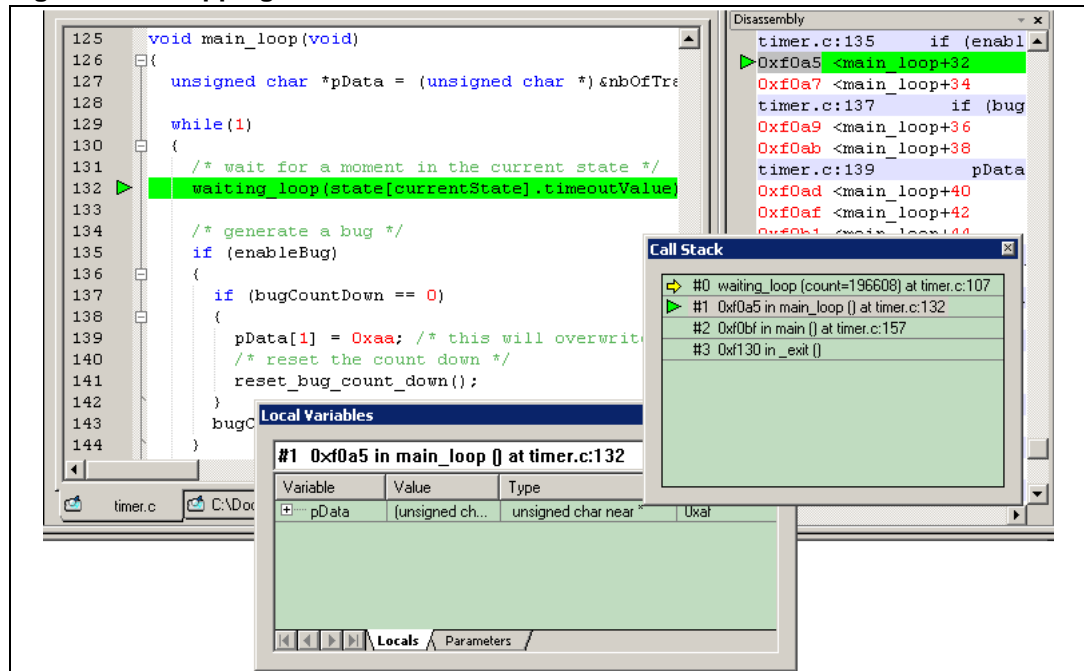 125 void main_loop(void)
126 {
127 unsigned char *pData = (unsigned char *)&nbOfTra
128
129 while(1)
130 {
131 /* wait for a moment in the current state */
132 waiting_loop(state[currentState].timeoutValue)
133
134 /* generate a bug */
135 if (enableBug)
136 {
137 if (bugCountDown == 0)
138 {
139 pData[1] = 0xaa; /* this will overwrite
140 /* reset the count down */
141 reset_bug_count_down();
142 }
143 bugC
144 }
timer.c C:\Doc
Disassembly
timer.c:135 if (enabl
0xf0a5 <main_loop+32
0xf0a7 <main_loop+34
timer.c:137 if (bug
0xf0a9 <main_loop+36
0xf0ab <main_loop+38
timer.c:139 pData
0xf0ad <main_loop+40
0xf0af <main_loop+42
0xf0b1 <main_loop+44
Call Stack
#0 waiting_loop (count=196608) at timer.c:107
#1 0xf0a5 in main_loop () at timer.c:132
#2 0xf0bf in main () at timer.c:157
#3 0xf130 in _exit ()
Local Variables
#1 0xf0a5 in main_loop () at timer.c:132
Variable Value Type
pData (unsigned ch... unsigned char near * 0xaf
Locals Parameters